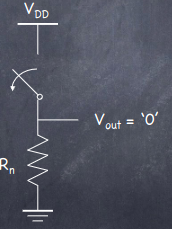 VDD
Vout = '0'
Rn